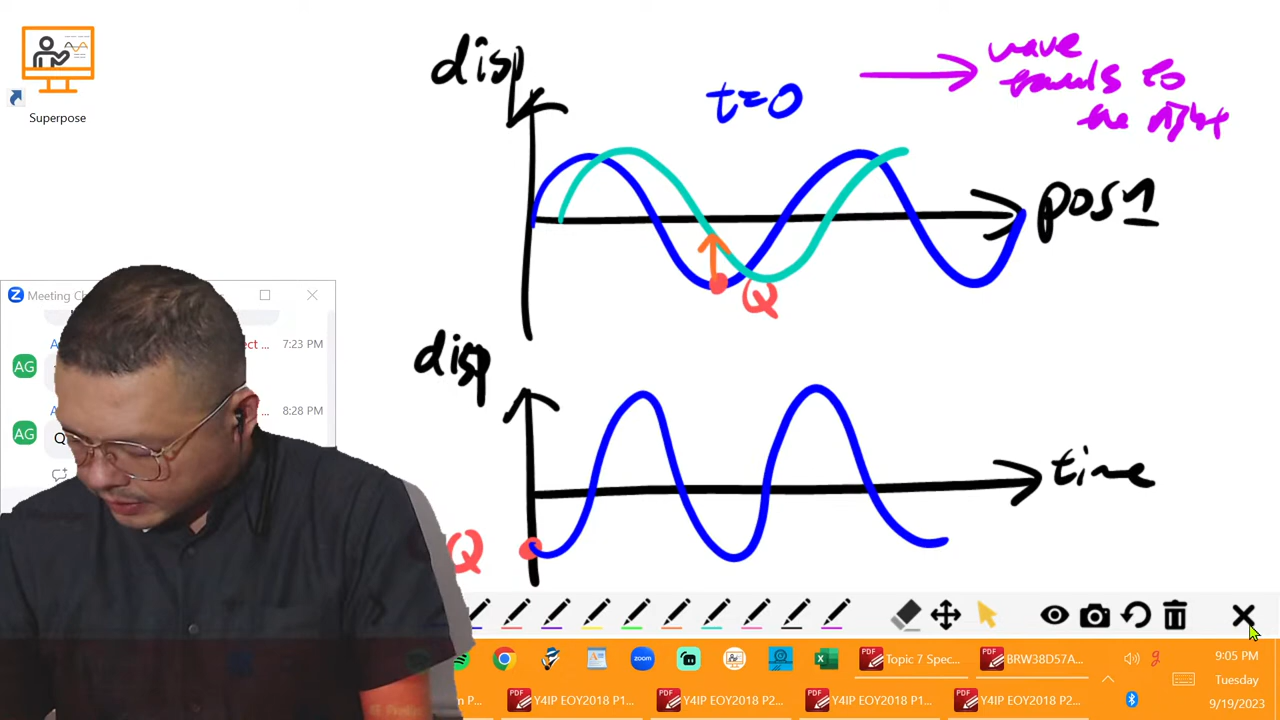 Superpose
disp
t=0
wave
travels to
the right
posn
Q
Meeting Ch
ect ...
7:23 PM
AG
8:28 PM
...
AG
Q
disp
time
Q
Topic 7 Spec...
BRW38D57A...
9:05 PM
Tuesday
9/19/2023
n P...
Y4IP EOY2018 P1...
Y4IP EOY2018 P2...
Y4IP EOY2018 P1...
Y4IP EOY2018 P2...